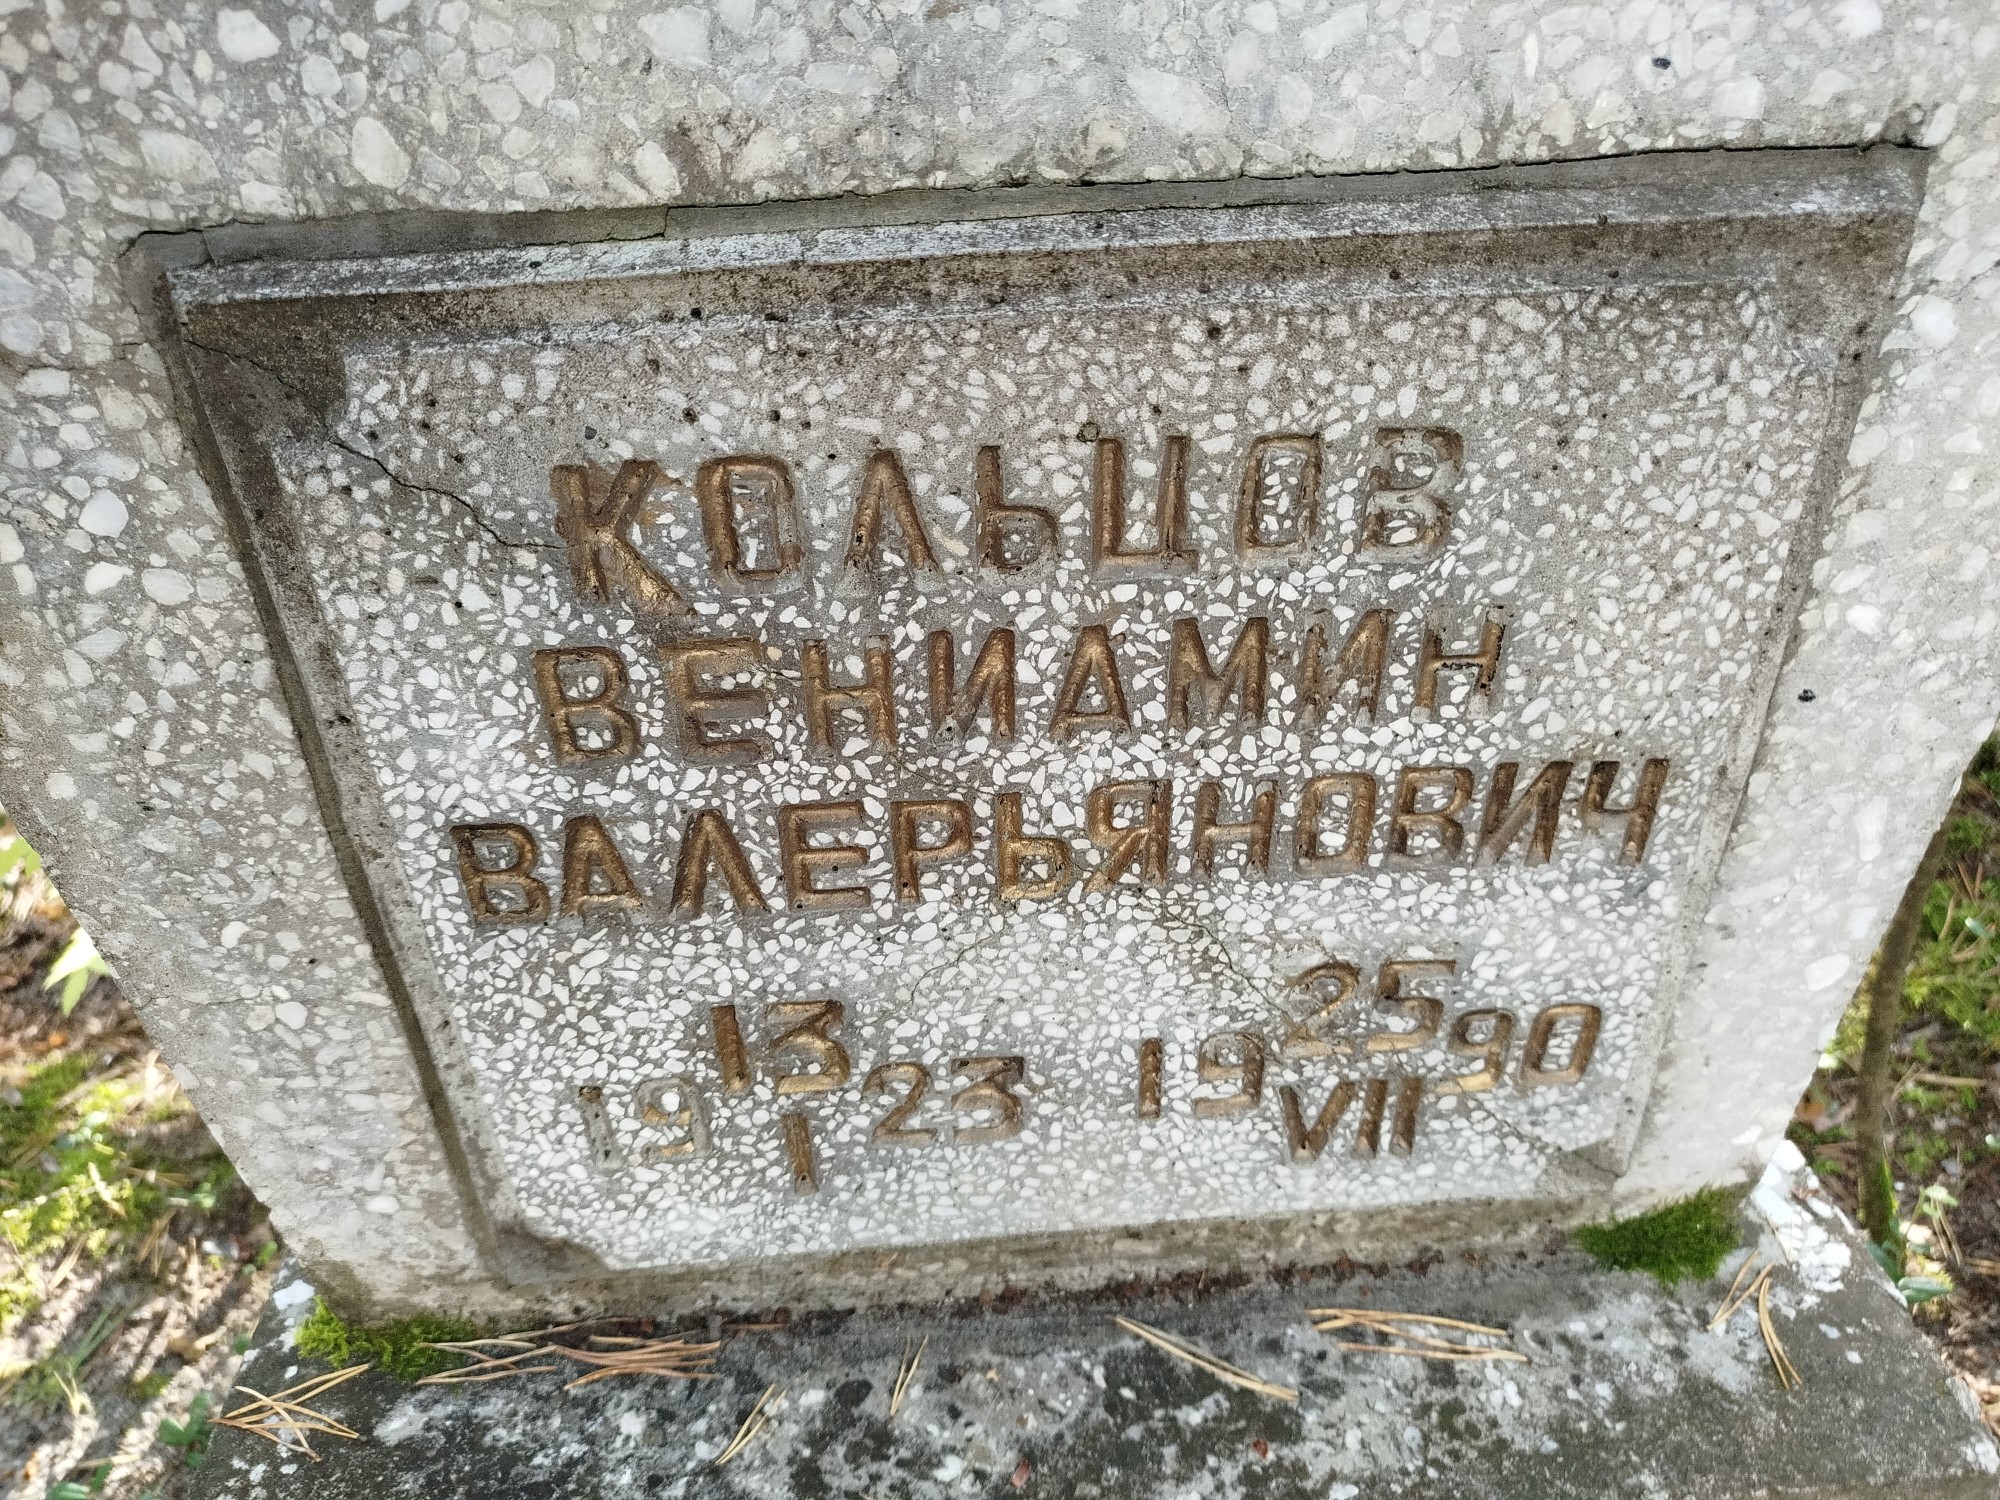 КОЛЬЦОВ
ВЕНИАМИН
ВАЛЕРЬЯНОВИЧ
19 13/I 23 19 25/VII 90